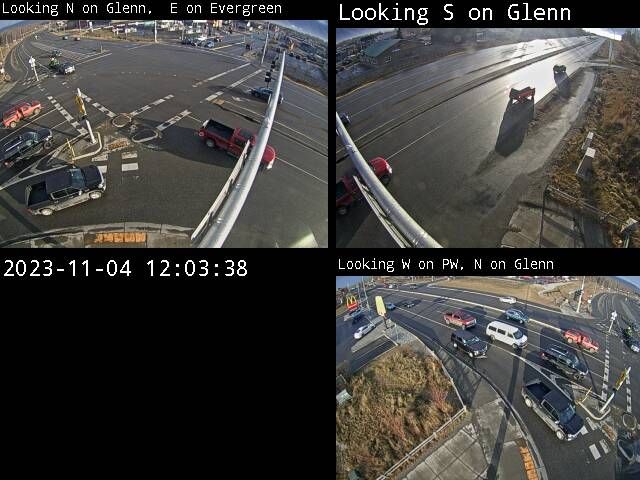 Looking N on Glenn,  E on Evergreen
Looking S on Glenn
2023-11-04 12:03:38
Looking W on PW, N on Glenn